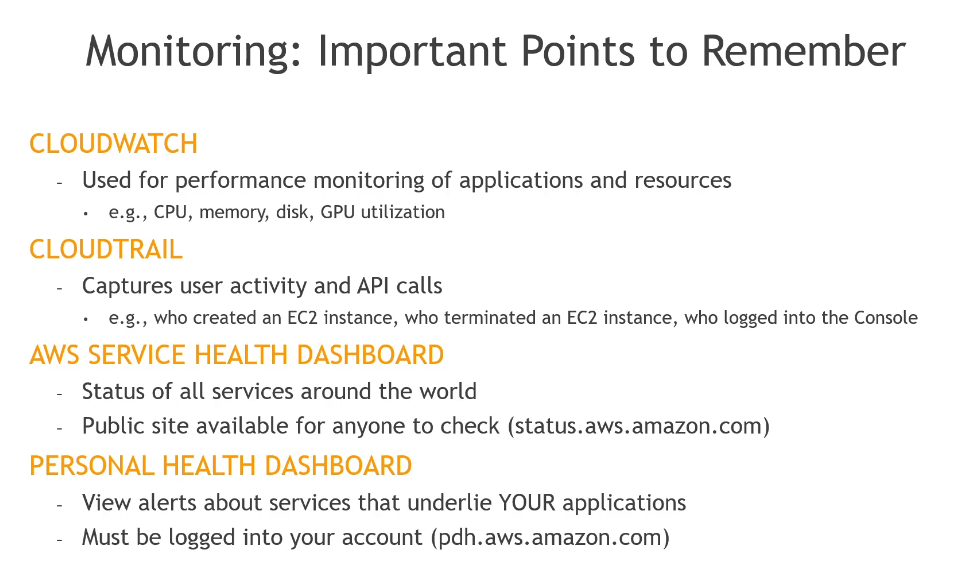 Monitoring: Important Points to Remember
CLOUDWATCH
- Used for performance monitoring of applications and resources
• e.g., CPU, memory, disk, GPU utilization
CLOUDTRAIL
- Captures user activity and API calls
• e.g., who created an EC2 instance, who terminated an EC2 instance, who logged into the Console
AWS SERVICE HEALTH DASHBOARD
- Status of all services around the world
- Public site available for anyone to check (status.aws.amazon.com)
PERSONAL HEALTH DASHBOARD
- View alerts about services that underlie YOUR applications
- Must be logged into your account (pdh.aws.amazon.com)